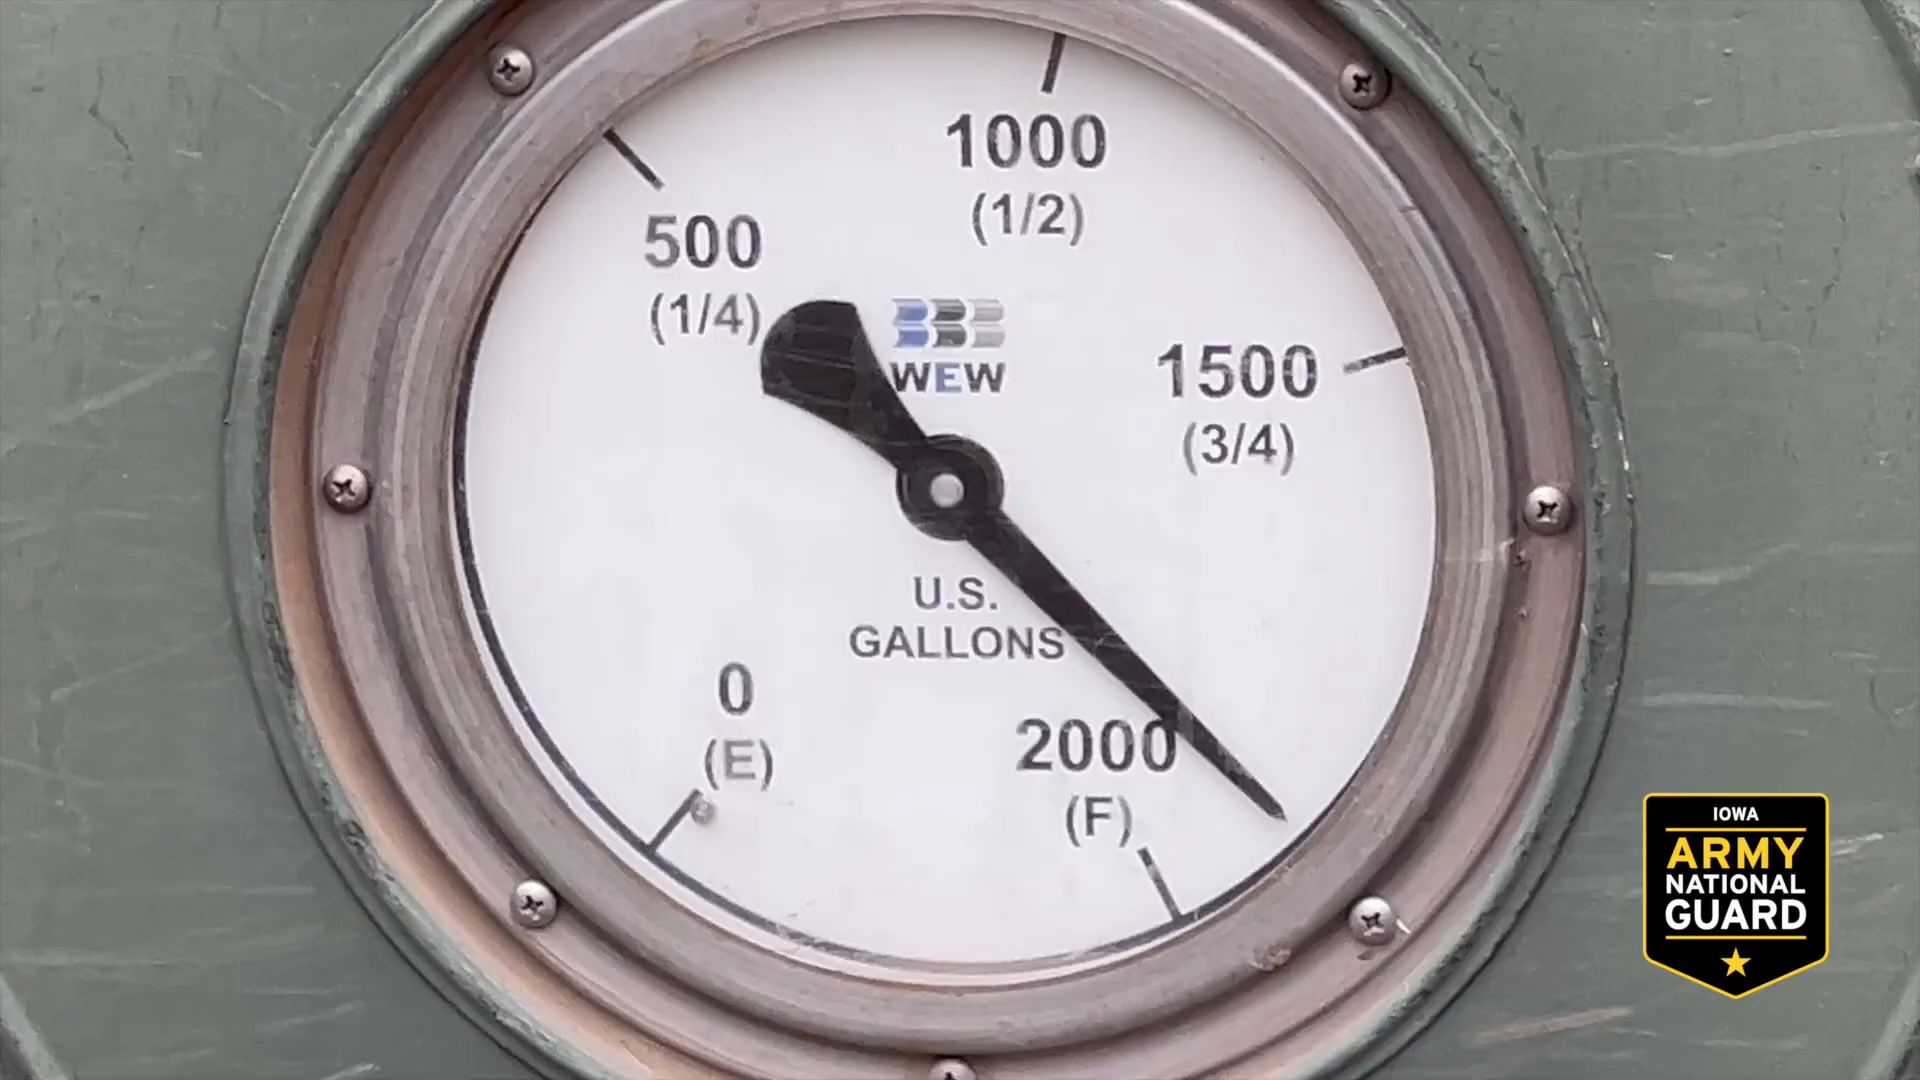 1000
(1/2)
500
(1/4)
WEW
1500
(3/4)
U.S.
GALLONS
0
(E)
2000
(F)
IOWA
ARMY
NATIONAL
GUARD